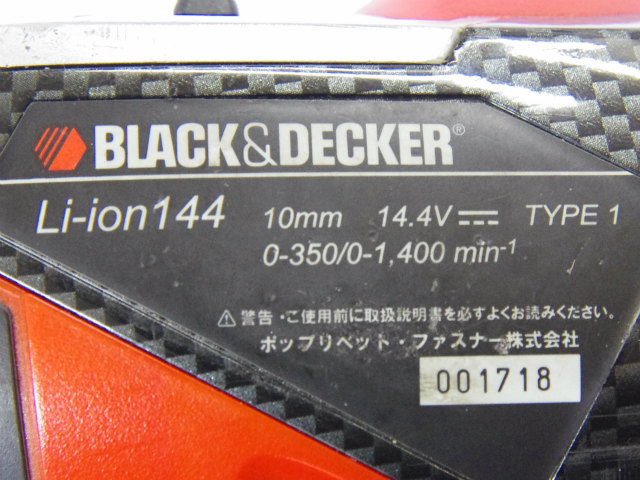 BLACK&DECKER®
Li-ion144 10mm 14.4V TYPE 1
0-350/0-1,400 min-1
警告・ご使用前に取扱説明書を必ずよくお読みください。
ポップリベット・ファスナー株式会社
001718